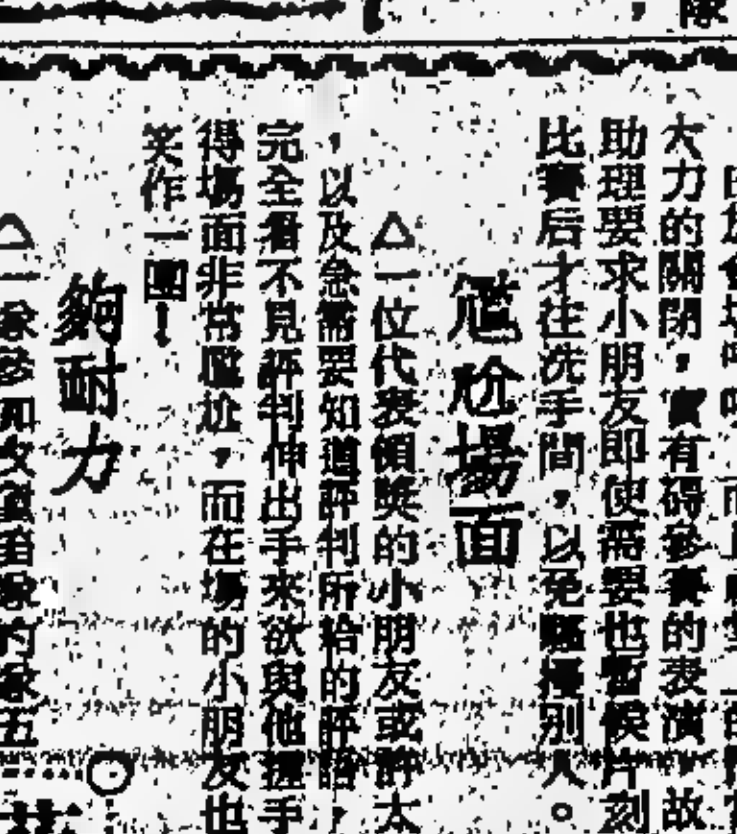 大力的關閉，實有碍參賽的表演，故
助理要求小朋友即使需要也暫候片刻
比賽后才往洗手間，以免騷擾別人。
尷尬場面
△一位代表領獎的小朋友或許太
，以及急需要知道評判所給的評語，
完全看不見評判伸出手來欲與他握手
得場面非常尷尬，而在場的小朋友也
笑作一團！
夠耐力
△一